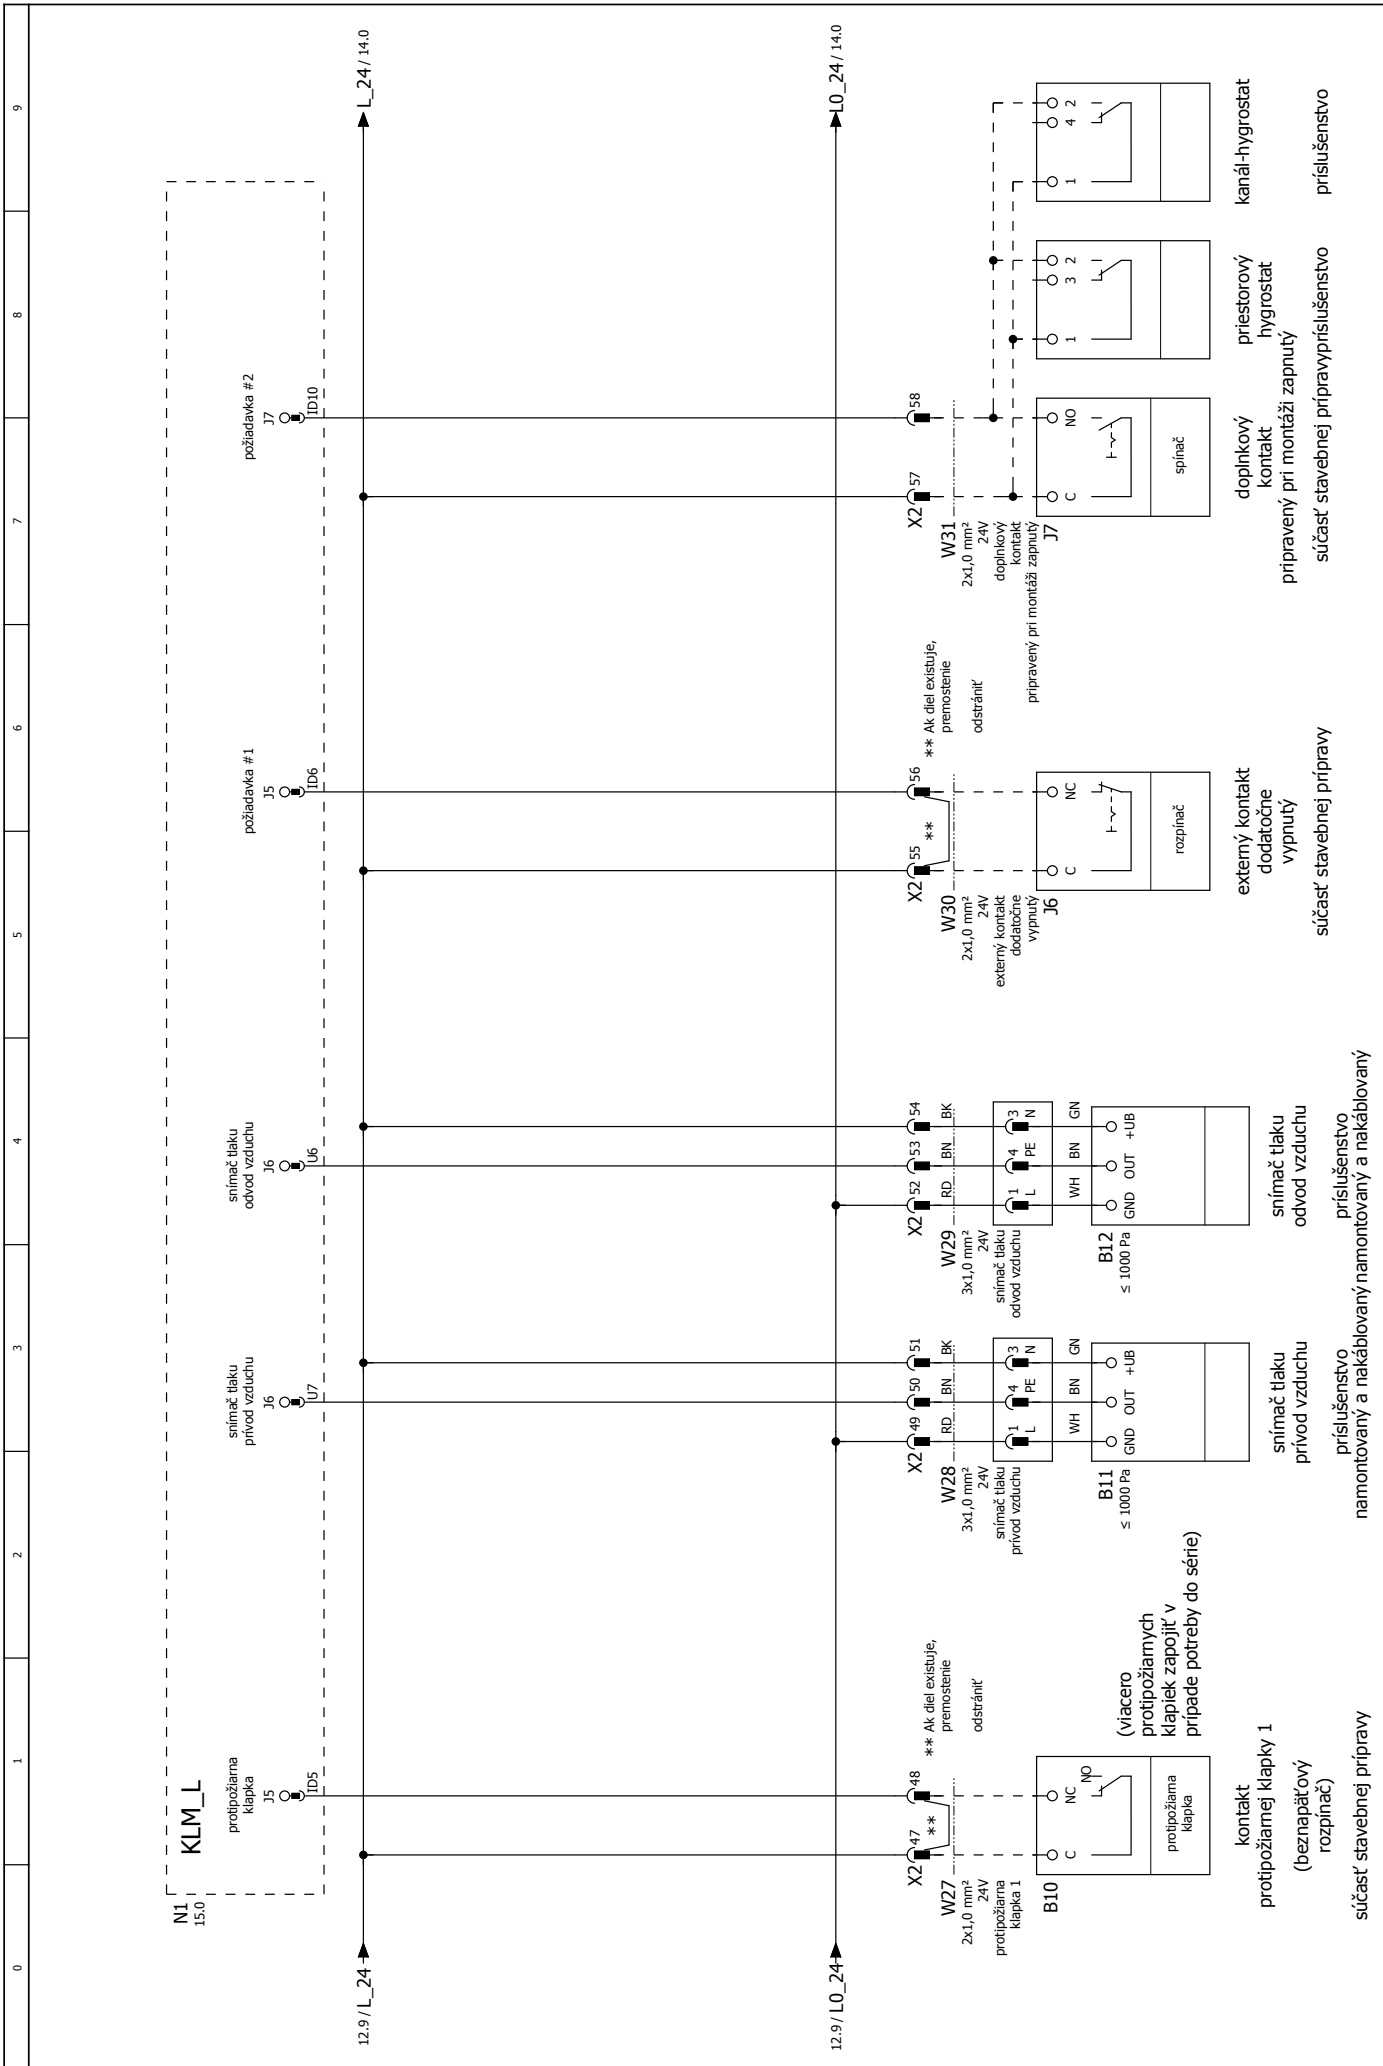 0
1
2
3
4
5
6
7
8
9
N1
15.0
KLM_L
protipožiarna
klapka
J5
ID5
snímač tlaku
prívod vzduchu
J6
U7
snímač tlaku
odvod vzduchu
J6
U6
požiadavka #1
J5
ID6
požiadavka #2
J7
ID10
12.9 / L_24
L_24 / 14.0
12.9 / L0_24
L0_24 / 14.0
X2
47
48
**
** Ak diel existuje,
premostenie
odstrániť
W27
2x1,0 mm²
24V
protipožiarna
klapka 1
B10
C
NC
NO
protipožiarna
klapka
(viacero
protipožiarnych
klapiek zapojiť v
prípade potreby do série)
kontakt
protipožiarnej klapky 1
(beznapäťový
rozpínač)
súčasť stavebnej prípravy
X2
49
50
51
RD
BN
BK
W28
3x1,0 mm²
24V
snímač tlaku
prívod vzduchu
1
4
3
L
PE
N
WH
BN
GN
B11
≤ 1000 Pa
GND
OUT
+UB
snímač tlaku
prívod vzduchu
príslušenstvo
namontovaný a nakáblovaný
X2
52
53
54
RD
BN
BK
W29
3x1,0 mm²
24V
snímač tlaku
odvod vzduchu
1
4
3
L
PE
N
WH
BN
GN
B12
≤ 1000 Pa
GND
OUT
+UB
snímač tlaku
odvod vzduchu
príslušenstvo
namontovaný a nakáblovaný
X2
55
56
**
** Ak diel existuje,
premostenie
odstrániť
W30
2x1,0 mm²
24V
externý kontakt
dodatočne
vypnutý
J6
C
NC
rozpínač
externý kontakt
dodatočne
vypnutý
súčasť stavebnej prípravy
X2
57
58
W31
2x1,0 mm²
24V
doplnkový
kontakt
pripravený pri montáži zapnutý
J7
C
NO
spínač
doplnkový
kontakt
pripravený pri montáži zapnutý
súčasť stavebnej prípravy
1
3
2
priestorový
hygrostat
príslušenstvo
1
4
2
kanál-hygrostat
príslušenstvo